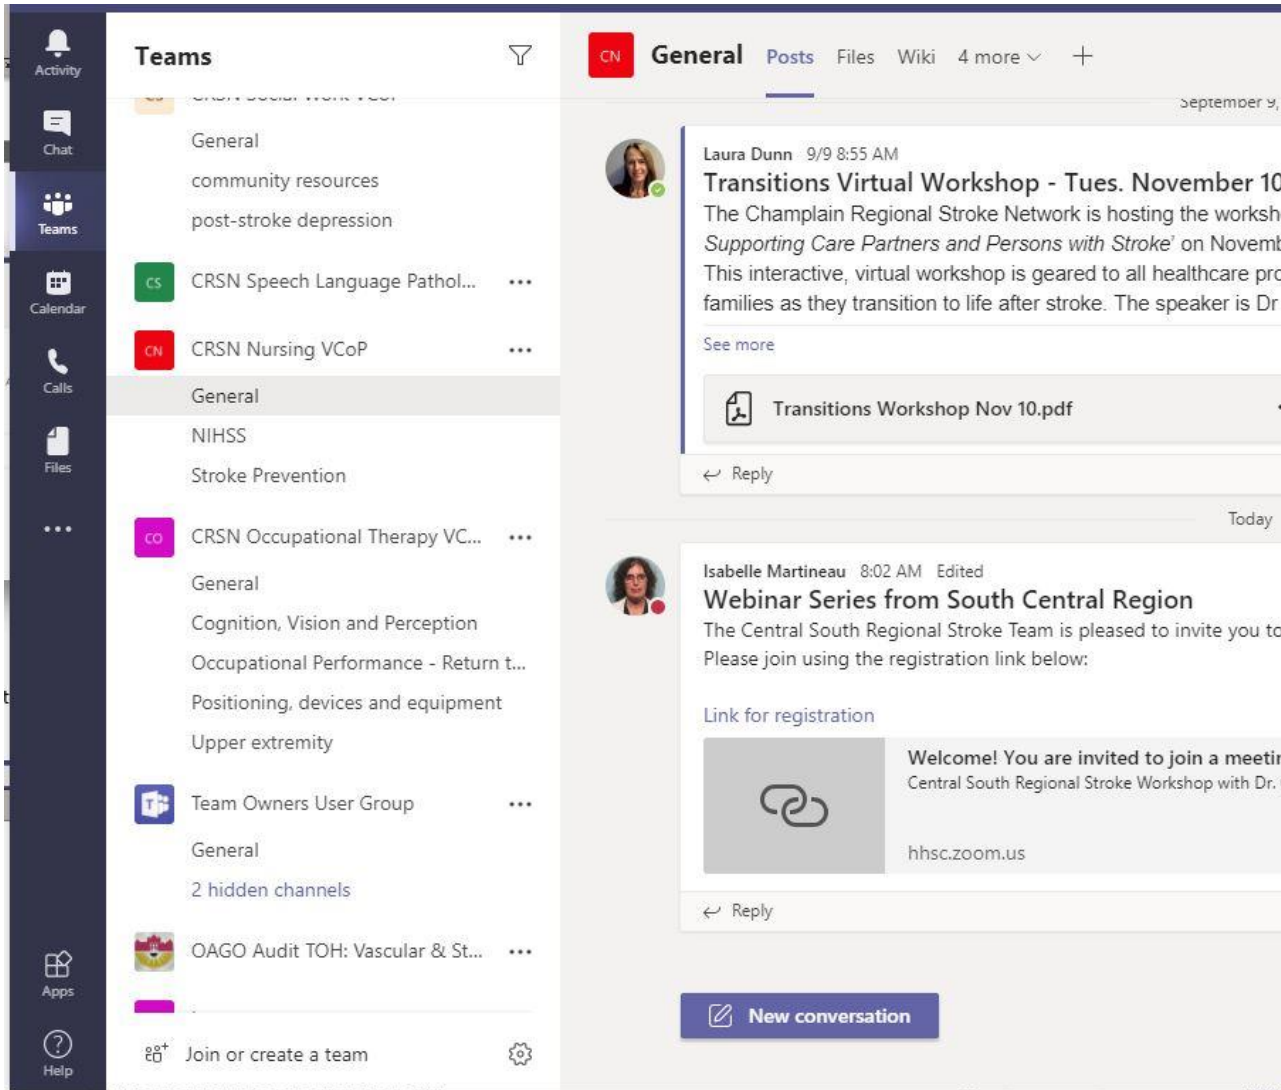 Activity
Chat
Teams
Calendar
Calls
Files
Apps
Help
Teams
CRSN Social Work VCoP
General
community resources
post-stroke depression
CS
CRSN Speech Language Pathol...
CN
CRSN Nursing VCoP
General
NIHSS
Stroke Prevention
CO
CRSN Occupational Therapy VC...
General
Cognition, Vision and Perception
Occupational Performance - Return t...
Positioning, devices and equipment
Upper extremity
Team Owners User Group
General
2 hidden channels
OAGO Audit TOH: Vascular & St...
Join or create a team
CN General Posts Files Wiki 4 more
September 9,
Laura Dunn 9/9 8:55 AM
Transitions Virtual Workshop - Tues. November 10
The Champlain Regional Stroke Network is hosting the worksh
Supporting Care Partners and Persons with Stroke' on Novemb
This interactive, virtual workshop is geared to all healthcare pro
families as they transition to life after stroke. The speaker is Dr
See more
Transitions Workshop Nov 10.pdf
Reply
Today
Isabelle Martineau 8:02 AM Edited
Webinar Series from South Central Region
The Central South Regional Stroke Team is pleased to invite you to
Please join using the registration link below:
Link for registration
Welcome! You are invited to join a meetin
Central South Regional Stroke Workshop with Dr.
hhsc.zoom.us
Reply
New conversation